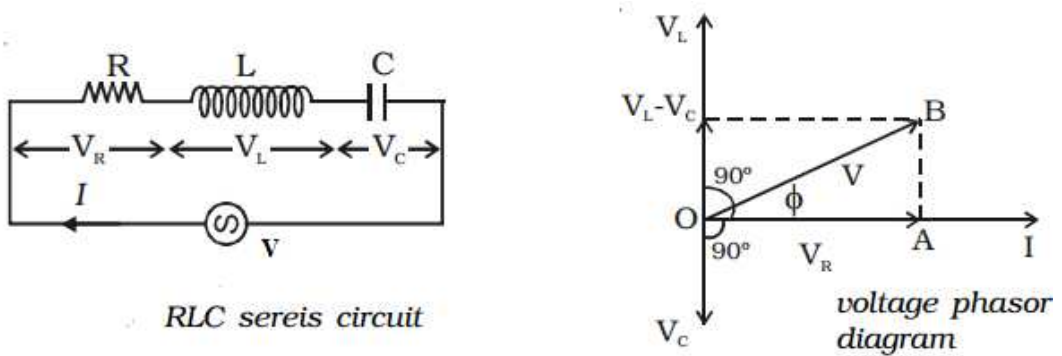 R L C
V_R V_L V_C
I
V
RLC sereis circuit
V_L
V_L-V_C
B
90°
V
ϕ
O
90°
A
I
V_R
V_C
voltage phasor
diagram